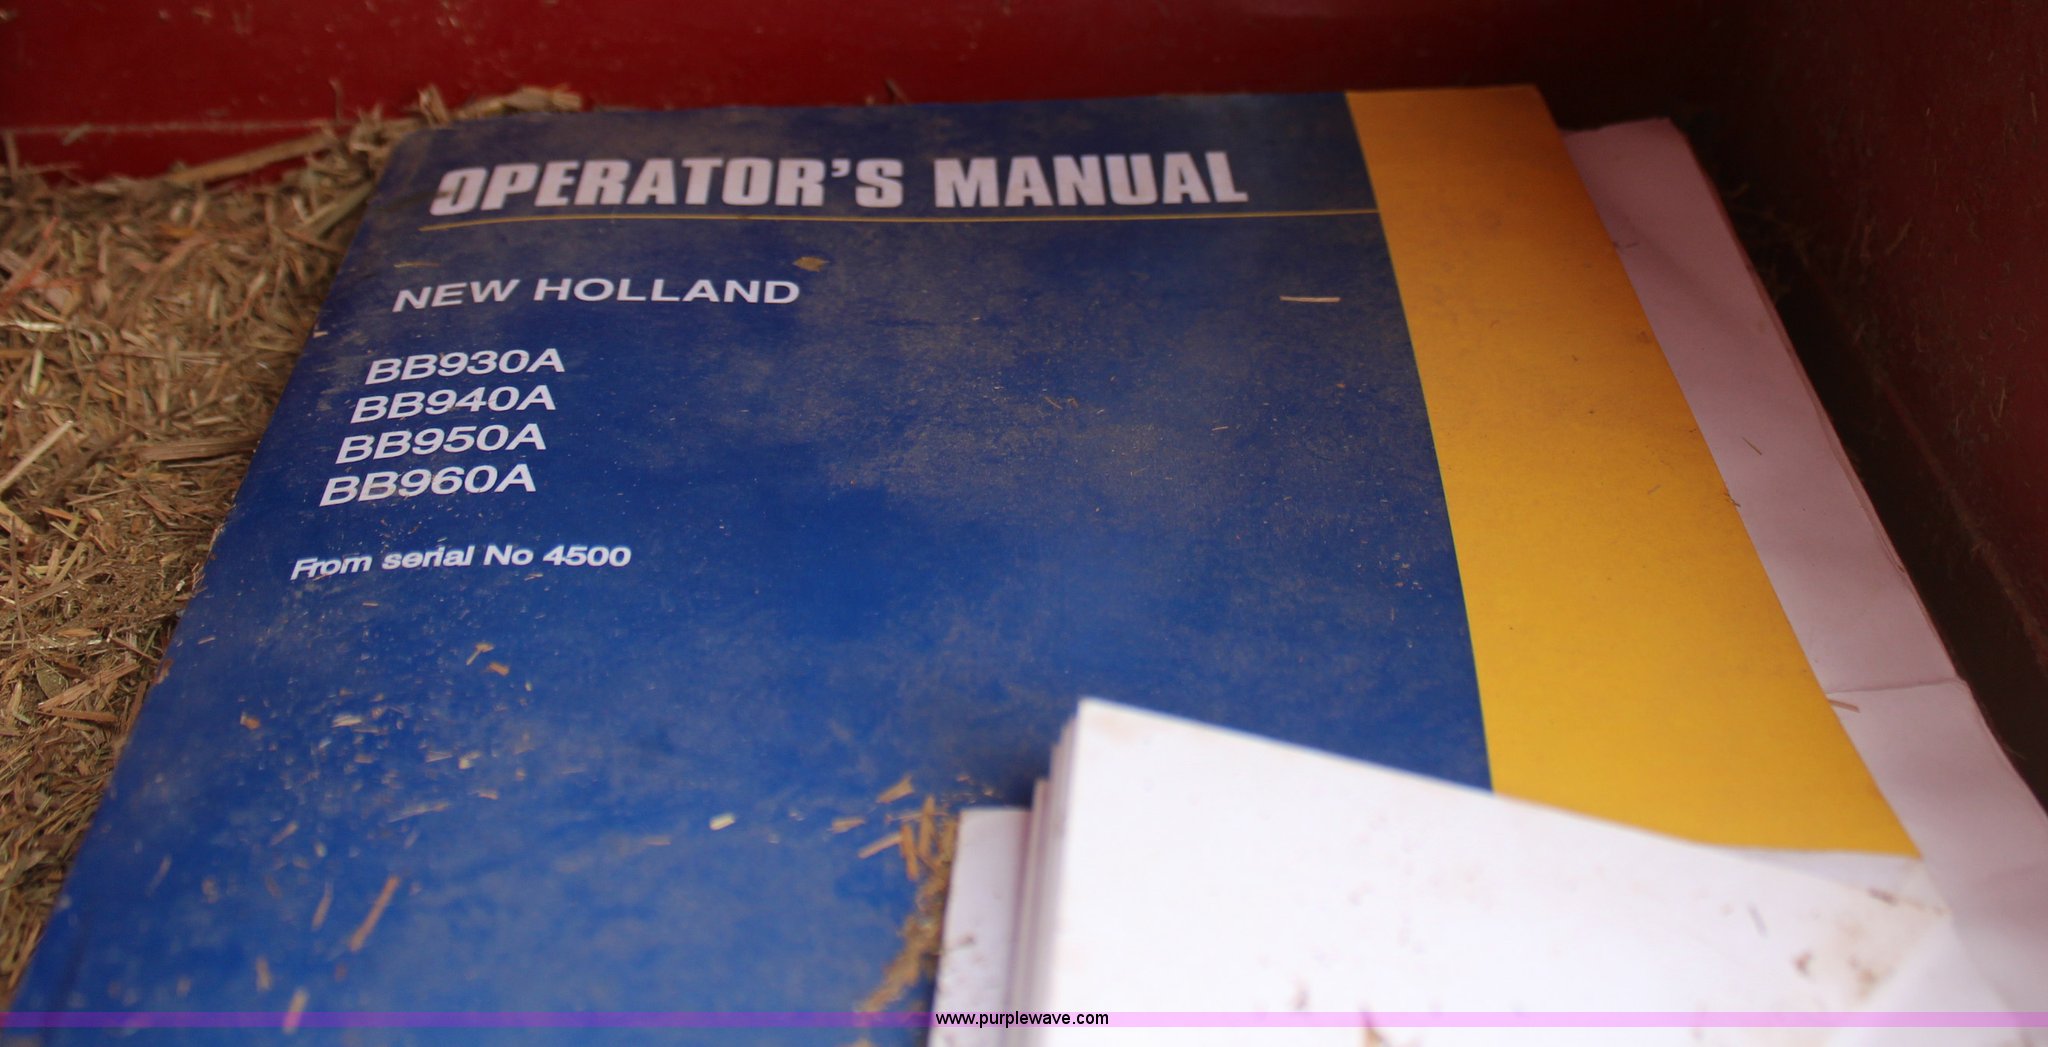 OPERATOR'S MANUAL
NEW HOLLAND
BB930A
BB940A
BB950A
BB960A
From serial No 4500
www.purplewave.com